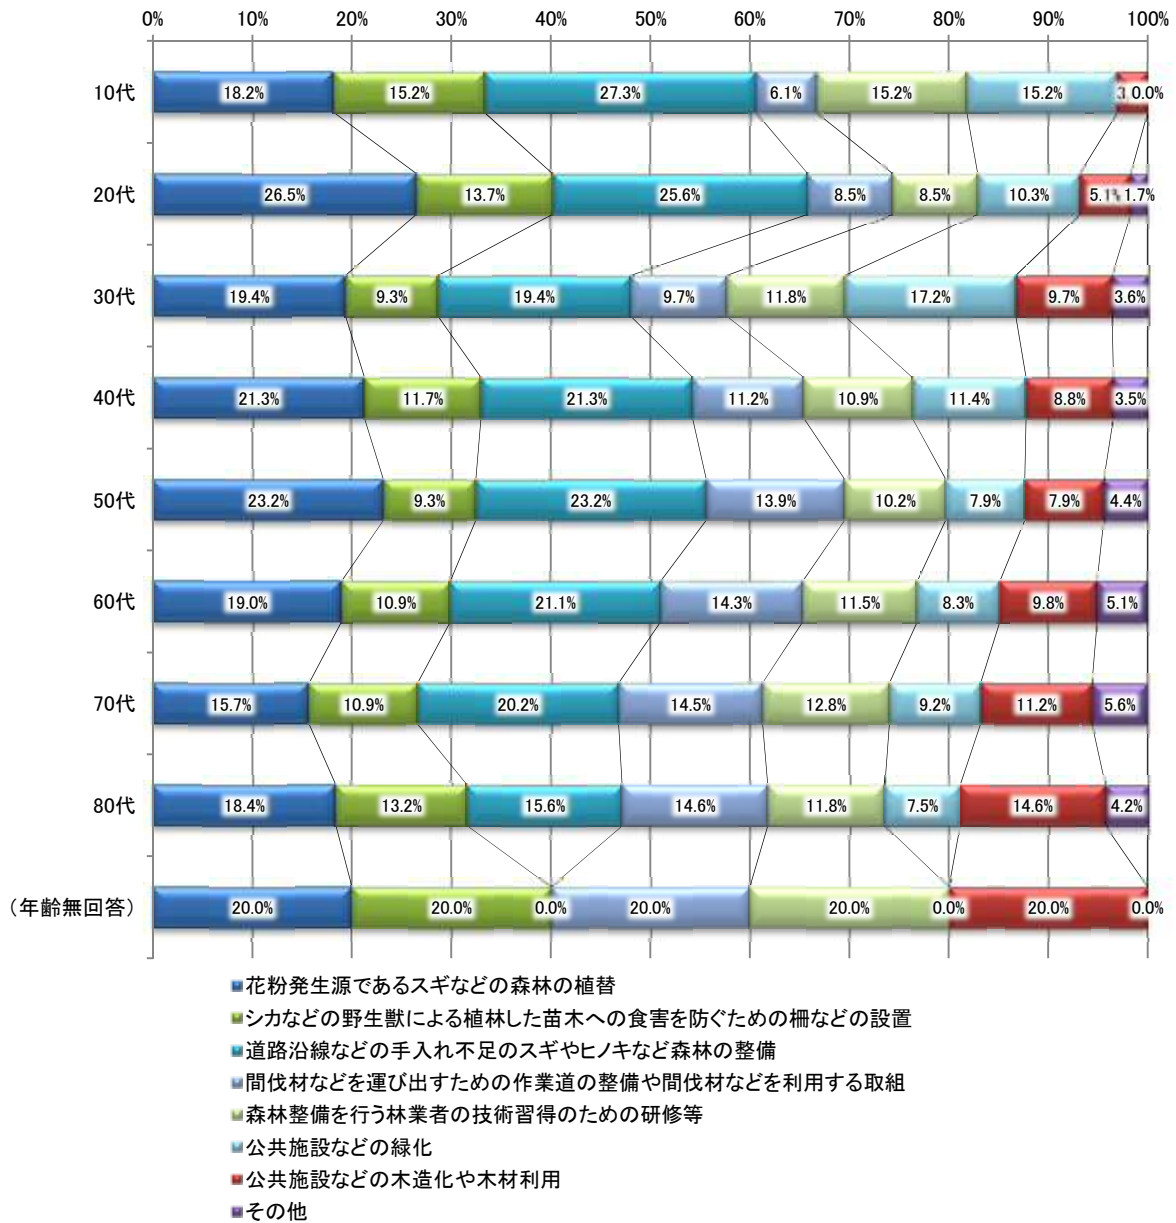 0% 10% 20% 30% 40% 50% 60% 70% 80% 90% 100%
10代 18.2% 15.2% 27.3% 6.1% 15.2% 15.2% 3. 0.0%
20代 26.5% 13.7% 25.6% 8.5% 8.5% 10.3% 5.1% 1.7%
30代 19.4% 9.3% 19.4% 9.7% 11.8% 17.2% 9.7% 3.6%
40代 21.3% 11.7% 21.3% 11.2% 10.9% 11.4% 8.8% 3.5%
50代 23.2% 9.3% 23.2% 13.9% 10.2% 7.9% 7.9% 4.4%
60代 19.0% 10.9% 21.1% 14.3% 11.5% 8.3% 9.8% 5.1%
70代 15.7% 10.9% 20.2% 14.5% 12.8% 9.2% 11.2% 5.6%
80代 18.4% 13.2% 15.6% 14.6% 11.8% 7.5% 14.6% 4.2%
（年齢無回答） 20.0% 20.0% 0.0% 20.0% 20.0% 0.0% 20.0% 0.0%
花粉発生源であるスギなどの森林の植替
シカなどの野生獣による植林した苗木への食害を防ぐための柵などの設置
道路沿線などの手入れ不足のスギやヒノキなど森林の整備
間伐材などを運び出すための作業道の整備や間伐材などを利用する取組
森林整備を行う林業者の技術習得のための研修等
公共施設などの緑化
公共施設などの木造化や木材利用
その他